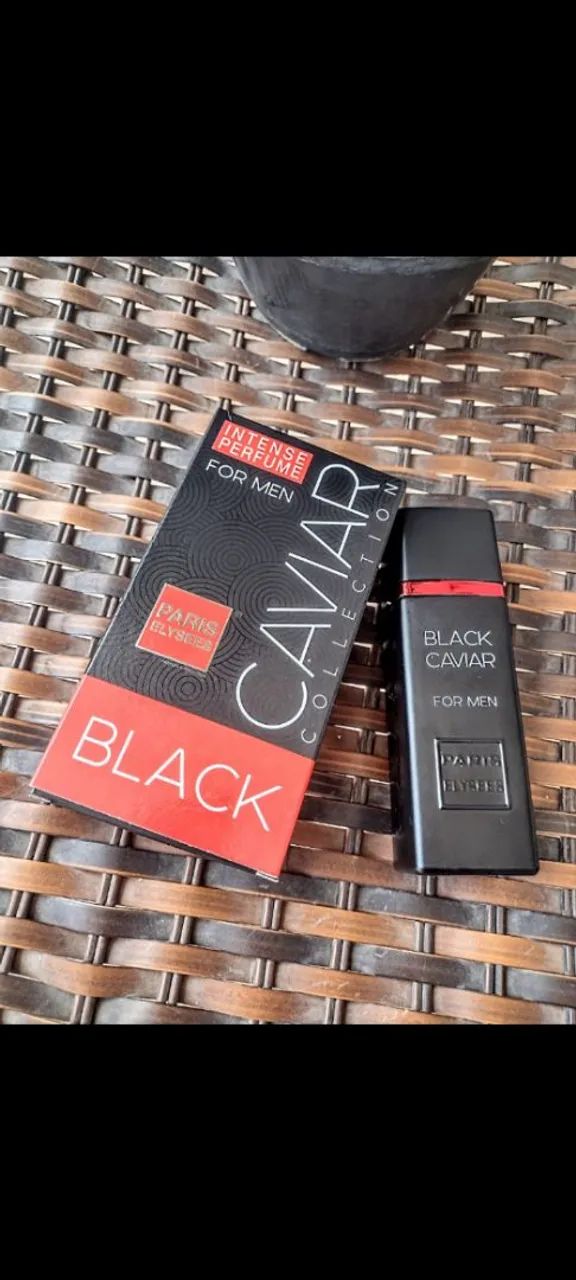 INTENSE
PERFUME
FOR MEN
CAVIAR
COLLECTION
PARIS
ELYSEES
BLACK
BLACK
CAVIAR
FOR MEN
PARIS
ELYSEES